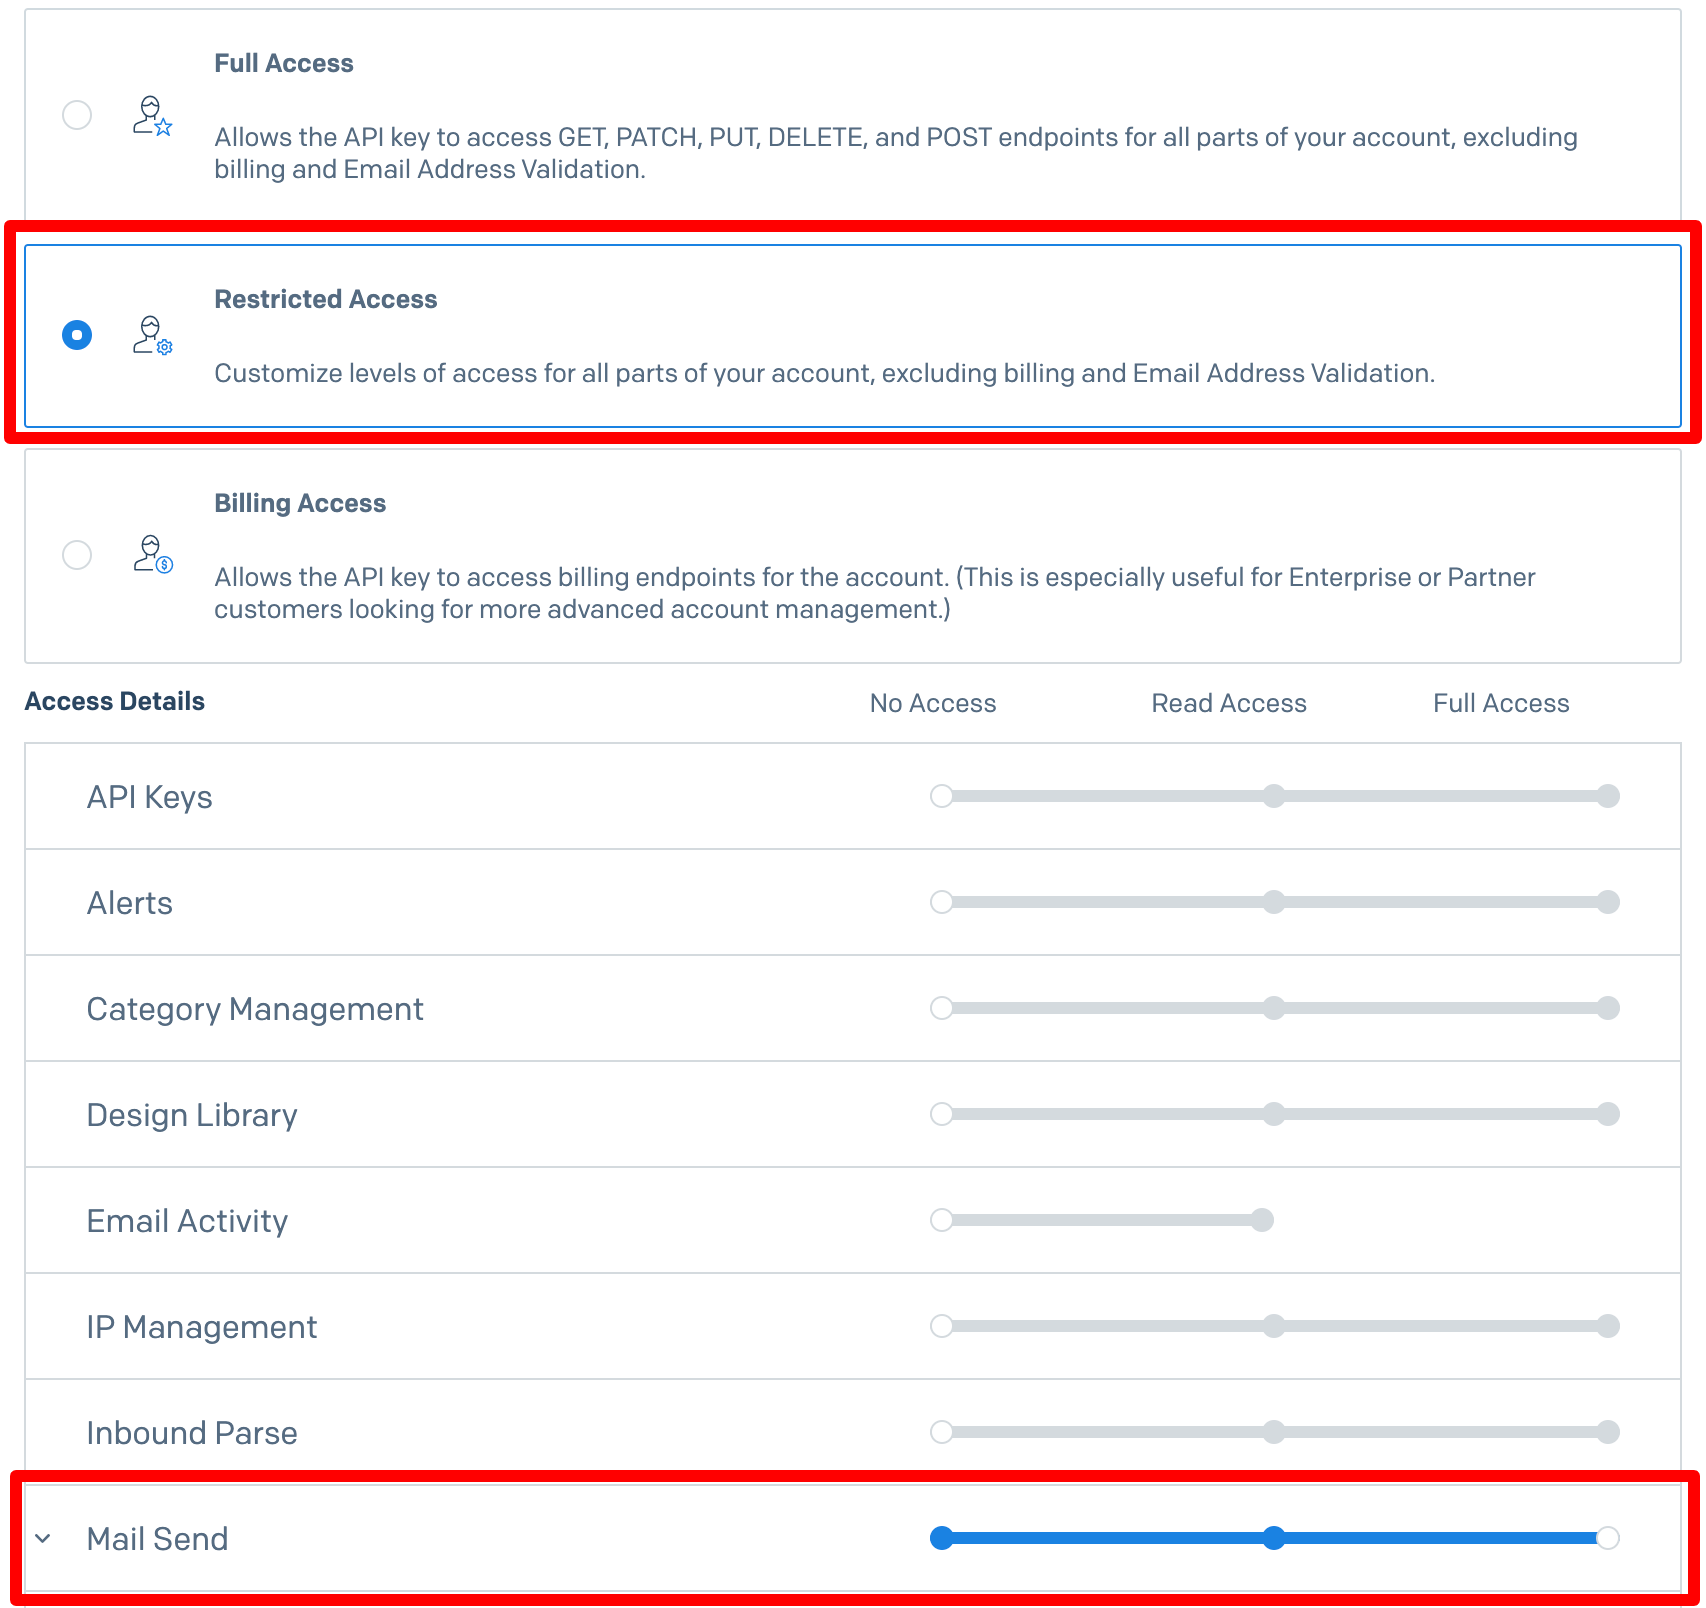 Full Access
Allows the API key to access GET, PATCH, PUT, DELETE, and POST endpoints for all parts of your account, excluding
billing and Email Address Validation.
Restricted Access
Customize levels of access for all parts of your account, excluding billing and Email Address Validation.
Billing Access
Allows the API key to access billing endpoints for the account. (This is especially useful for Enterprise or Partner
customers looking for more advanced account management.)
Access Details No Access Read Access Full Access
API Keys
Alerts
Category Management
Design Library
Email Activity
IP Management
Inbound Parse
Mail Send